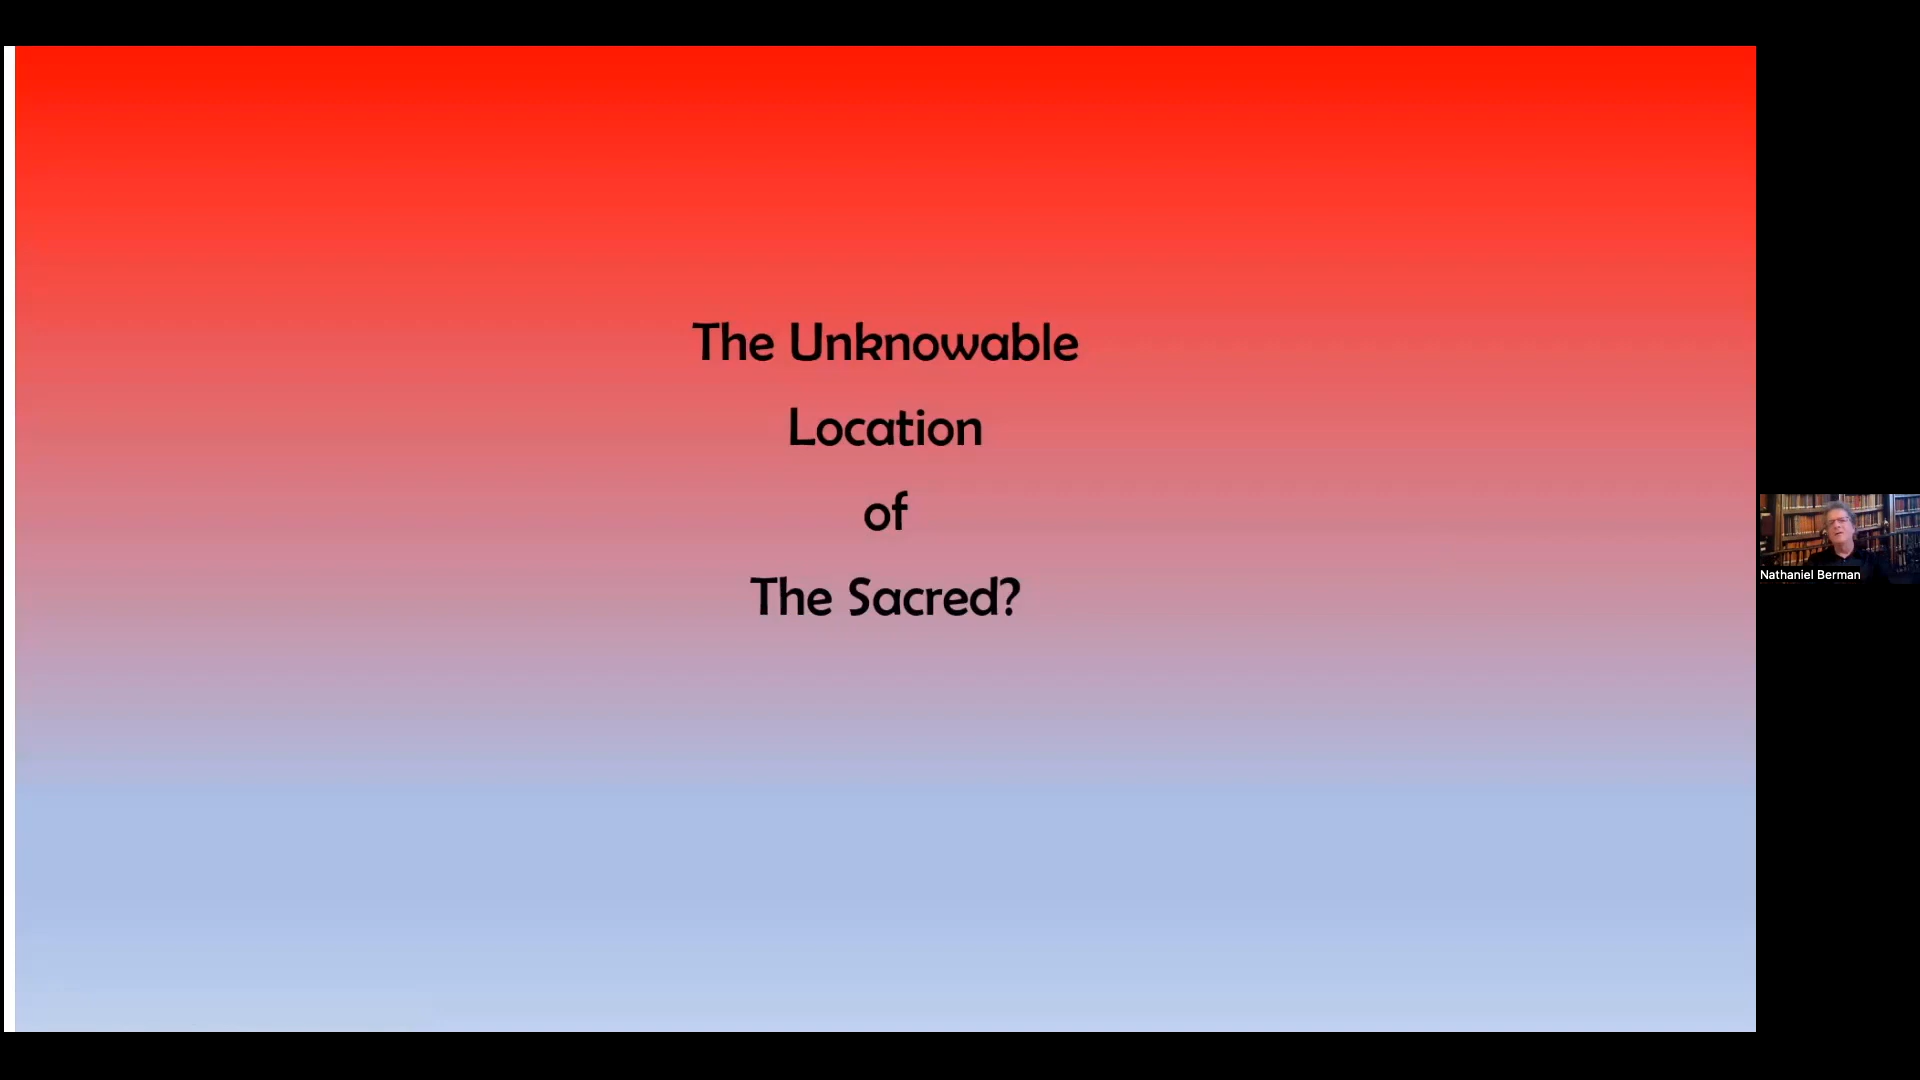 The Unknowable
Location
of
The Sacred?
Nathaniel Berman